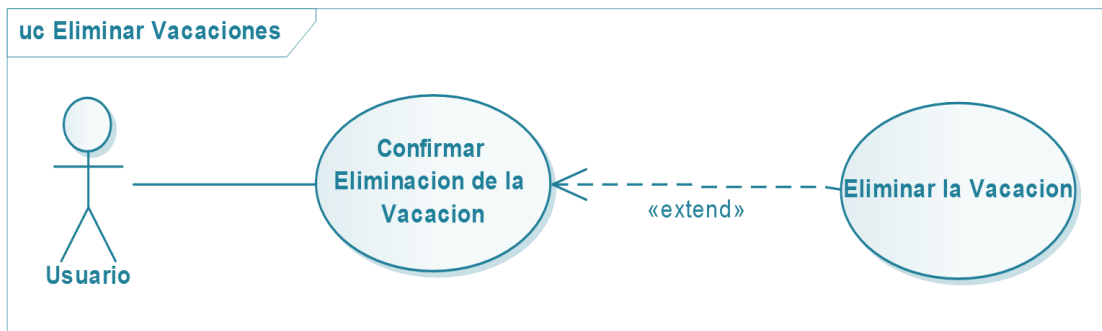 uc Eliminar Vacaciones
Confirmar
Eliminacion de la
Vacacion
Eliminar la Vacacion
«extend»
Usuario